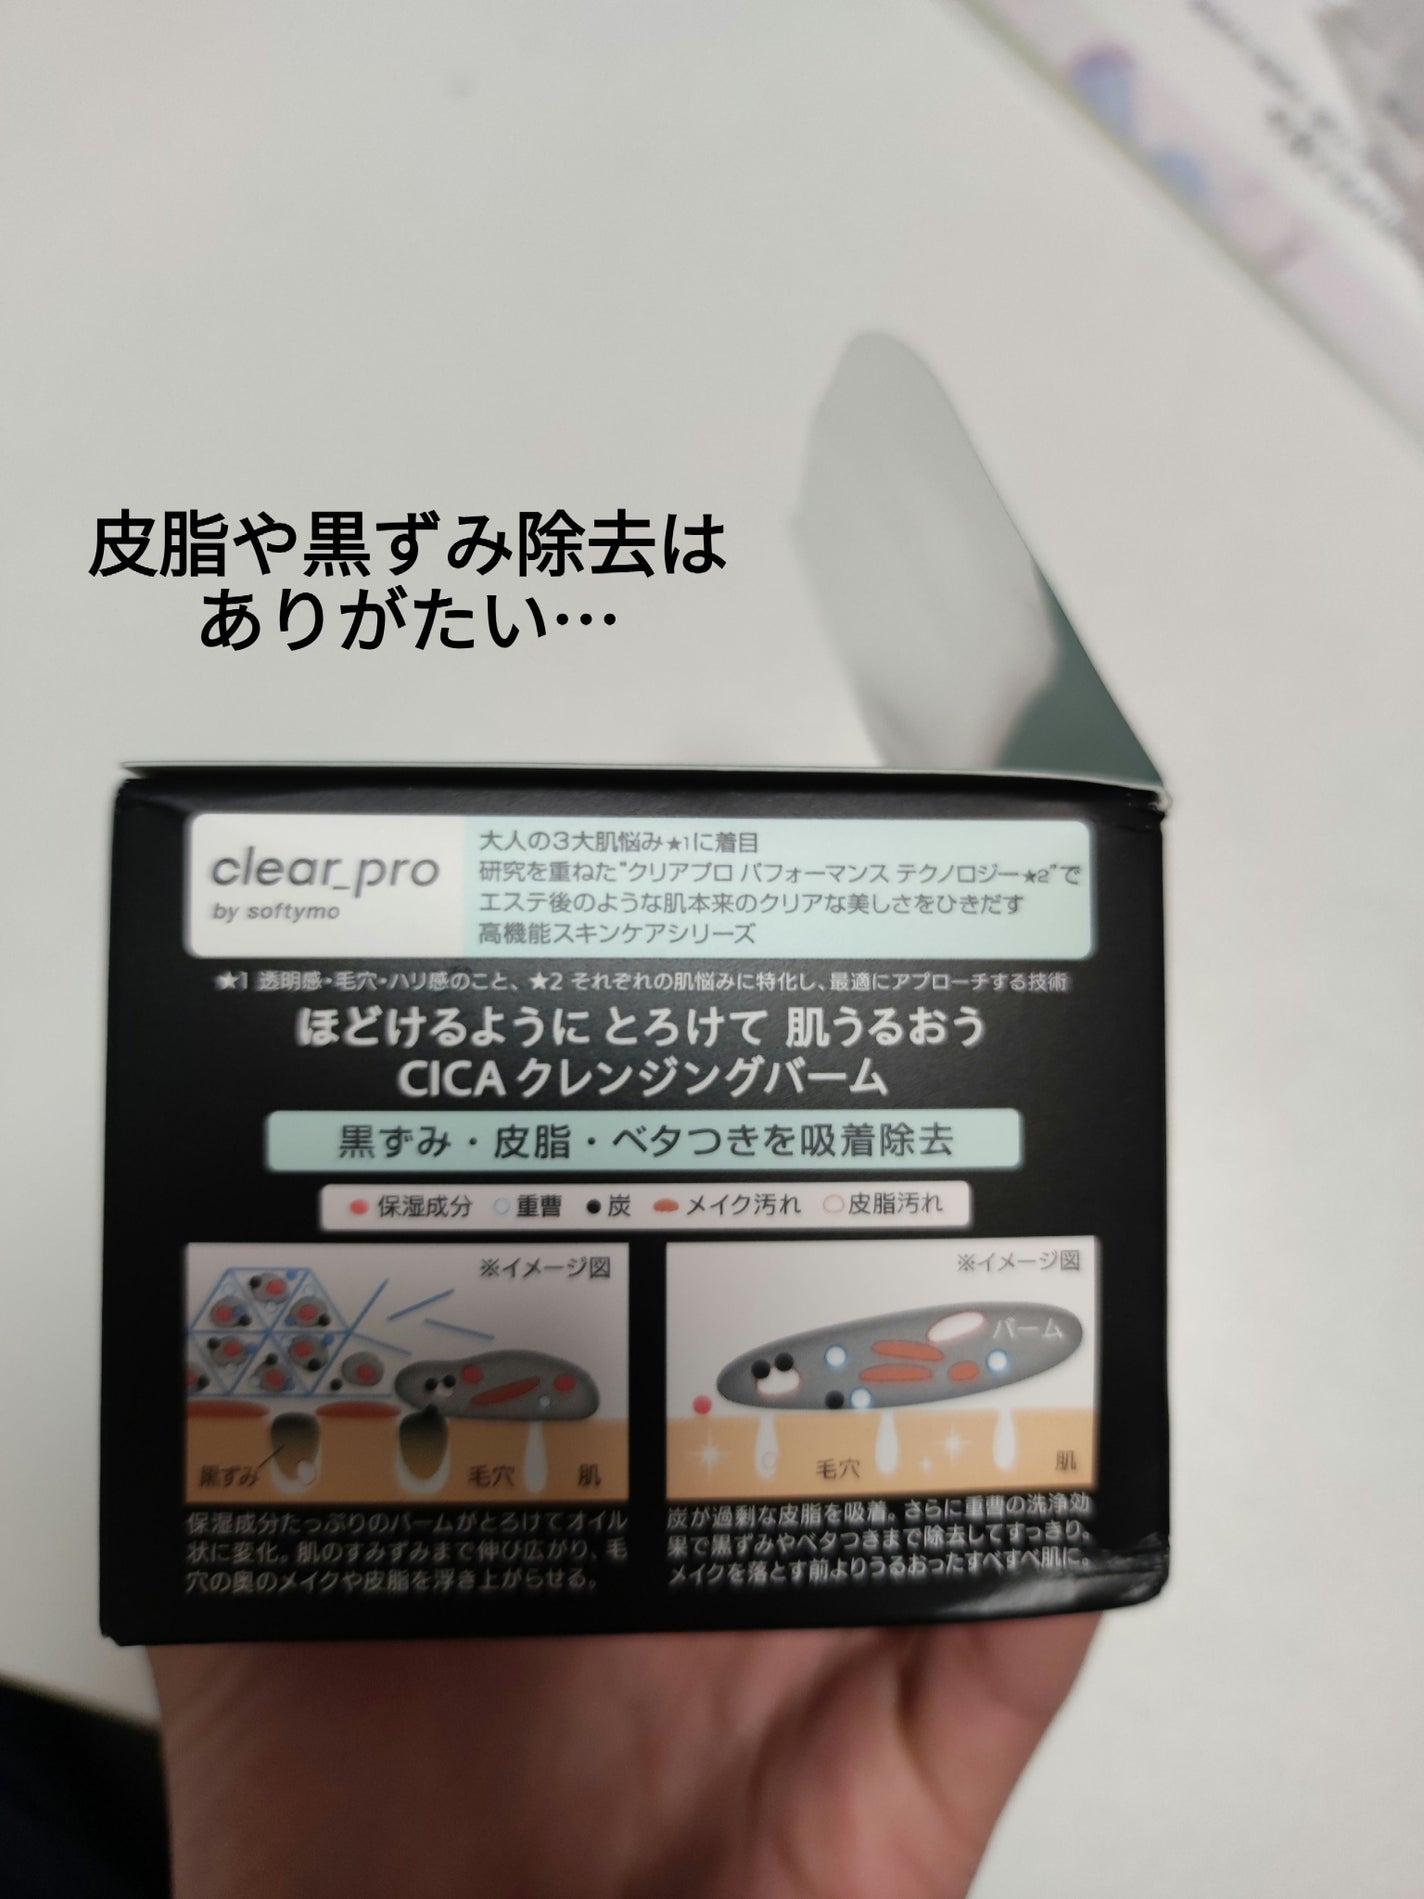 皮脂や黒ずみ除去は
ありがたい…
clear_pro
by softymo
大人の3大肌悩み★1に着目
研究を重ねた"クリアプロ パフォーマンス テクノロジー★2"で
エステ後のような肌本来のクリアな美しさをひきだす
高機能スキンケアシリーズ
★1 透明感・毛穴・ハリ感のこと、★2 それぞれの肌悩みに特化し、最適にアプローチする技術
ほどけるように とろけて 肌うるおう
CICA クレンジングバーム
黒ずみ・皮脂・ベタつきを吸着除去
保湿成分 重曹 炭 メイク汚れ 皮脂汚れ
※イメージ図
黒ずみ 毛穴 肌
保湿成分たっぷりのバームがとろけてオイル
状に変化。肌のすみずみまで伸び広がり、毛
穴の奥のメイクや皮脂を浮き上がらせる。
※イメージ図
バーム
毛穴 肌
炭が過剰な皮脂を吸着。さらに重曹の洗浄効
果で黒ずみやベタつきまで除去してすっきり。
メイクを落とす前よりうるおったすべすべ肌に。